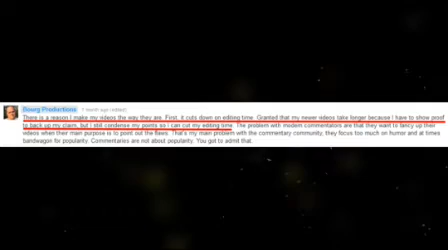 Bourg Productions 1 month ago (edited)
There is a reason I make my videos the way they are. First, it cuts down on editing time. Granted that my newer videos take longer because I have to show proof
to back up my claim, but I still condense my points so I can cut my editing time. The problem with modern commentators are that they want to fancy up their
videos when their main purpose is to point out the flaws. That's my main problem with the commentary community, they focus too much on humor and at times
bandwagon for popularity. Commentaries are not about popularity. You got to admit that.